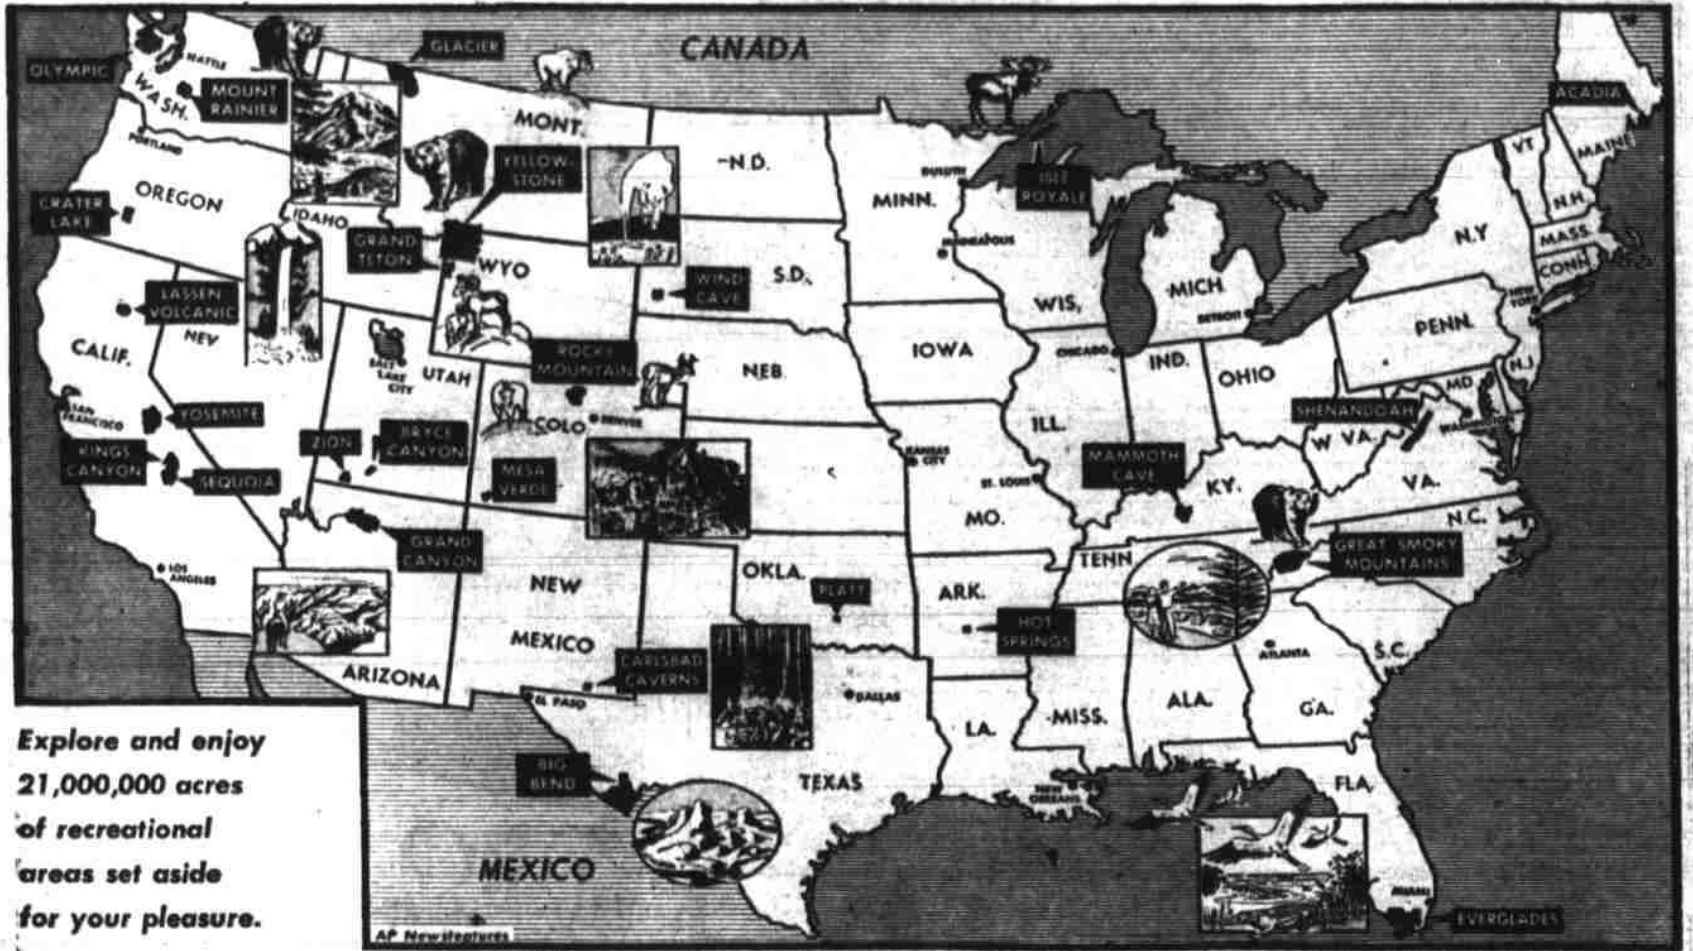 CANADA
GLACIER
OLYMPIC
WASH.
MOUNT
RAINIER
MONT.
ACADIA
PORTLAND
YELLOW-
STONE
N.D.
DULUTH
ISLE
ROYALE
VT
MAINE
OREGON
CRATER
LAKE
IDAHO
MINN.
N.H.
GRAND
TETON
MINNEAPOLIS
N.Y
MASS.
CONN
WYO
S.D.
WIND
CAVE
MICH
NEW
YORK
LASSEN
VOLCANIC
WIS,
DETROIT
PENN.
NEV
CALIF.
SALT
LAKE
CITY
UTAH
ROCKY
MOUNTAIN
NEB.
IOWA
CHICAGO
IND.
OHIO
N.J
MD
SAN
FRANCISCO
YOSEMITE
COLO
DENVER
ILL.
SHENANDOAH
WASHINGTON
KINGS
CANYON
SEQUOIA
ZION
BRYCE
CANYON
MESA
VERDE
KANSAS
CITY
ST. LOUIS
MAMMOTH
CAVE
W VA.
KY.
VA.
MO.
N.C.
GRAND
CANYON
LOS
ANGELES
NEW
MEXICO
OKLA.
PLATT
ARK.
TENN
GREAT SMOKY
MOUNTAINS
HOT
SPRINGS
ARIZONA
CARLSBAD
CAVERNS
EL PASO
DALLAS
ATLANTA
S.C.
LA.
MISS.
ALA.
GA.
BIG
BEND
TEXAS
NEW
ORLEANS
FLA.
MIAMI
EVERGLADES
MEXICO
Explore and enjoy
21,000,000 acres
of recreational
areas set aside
for your pleasure.
AP Newsfeatures